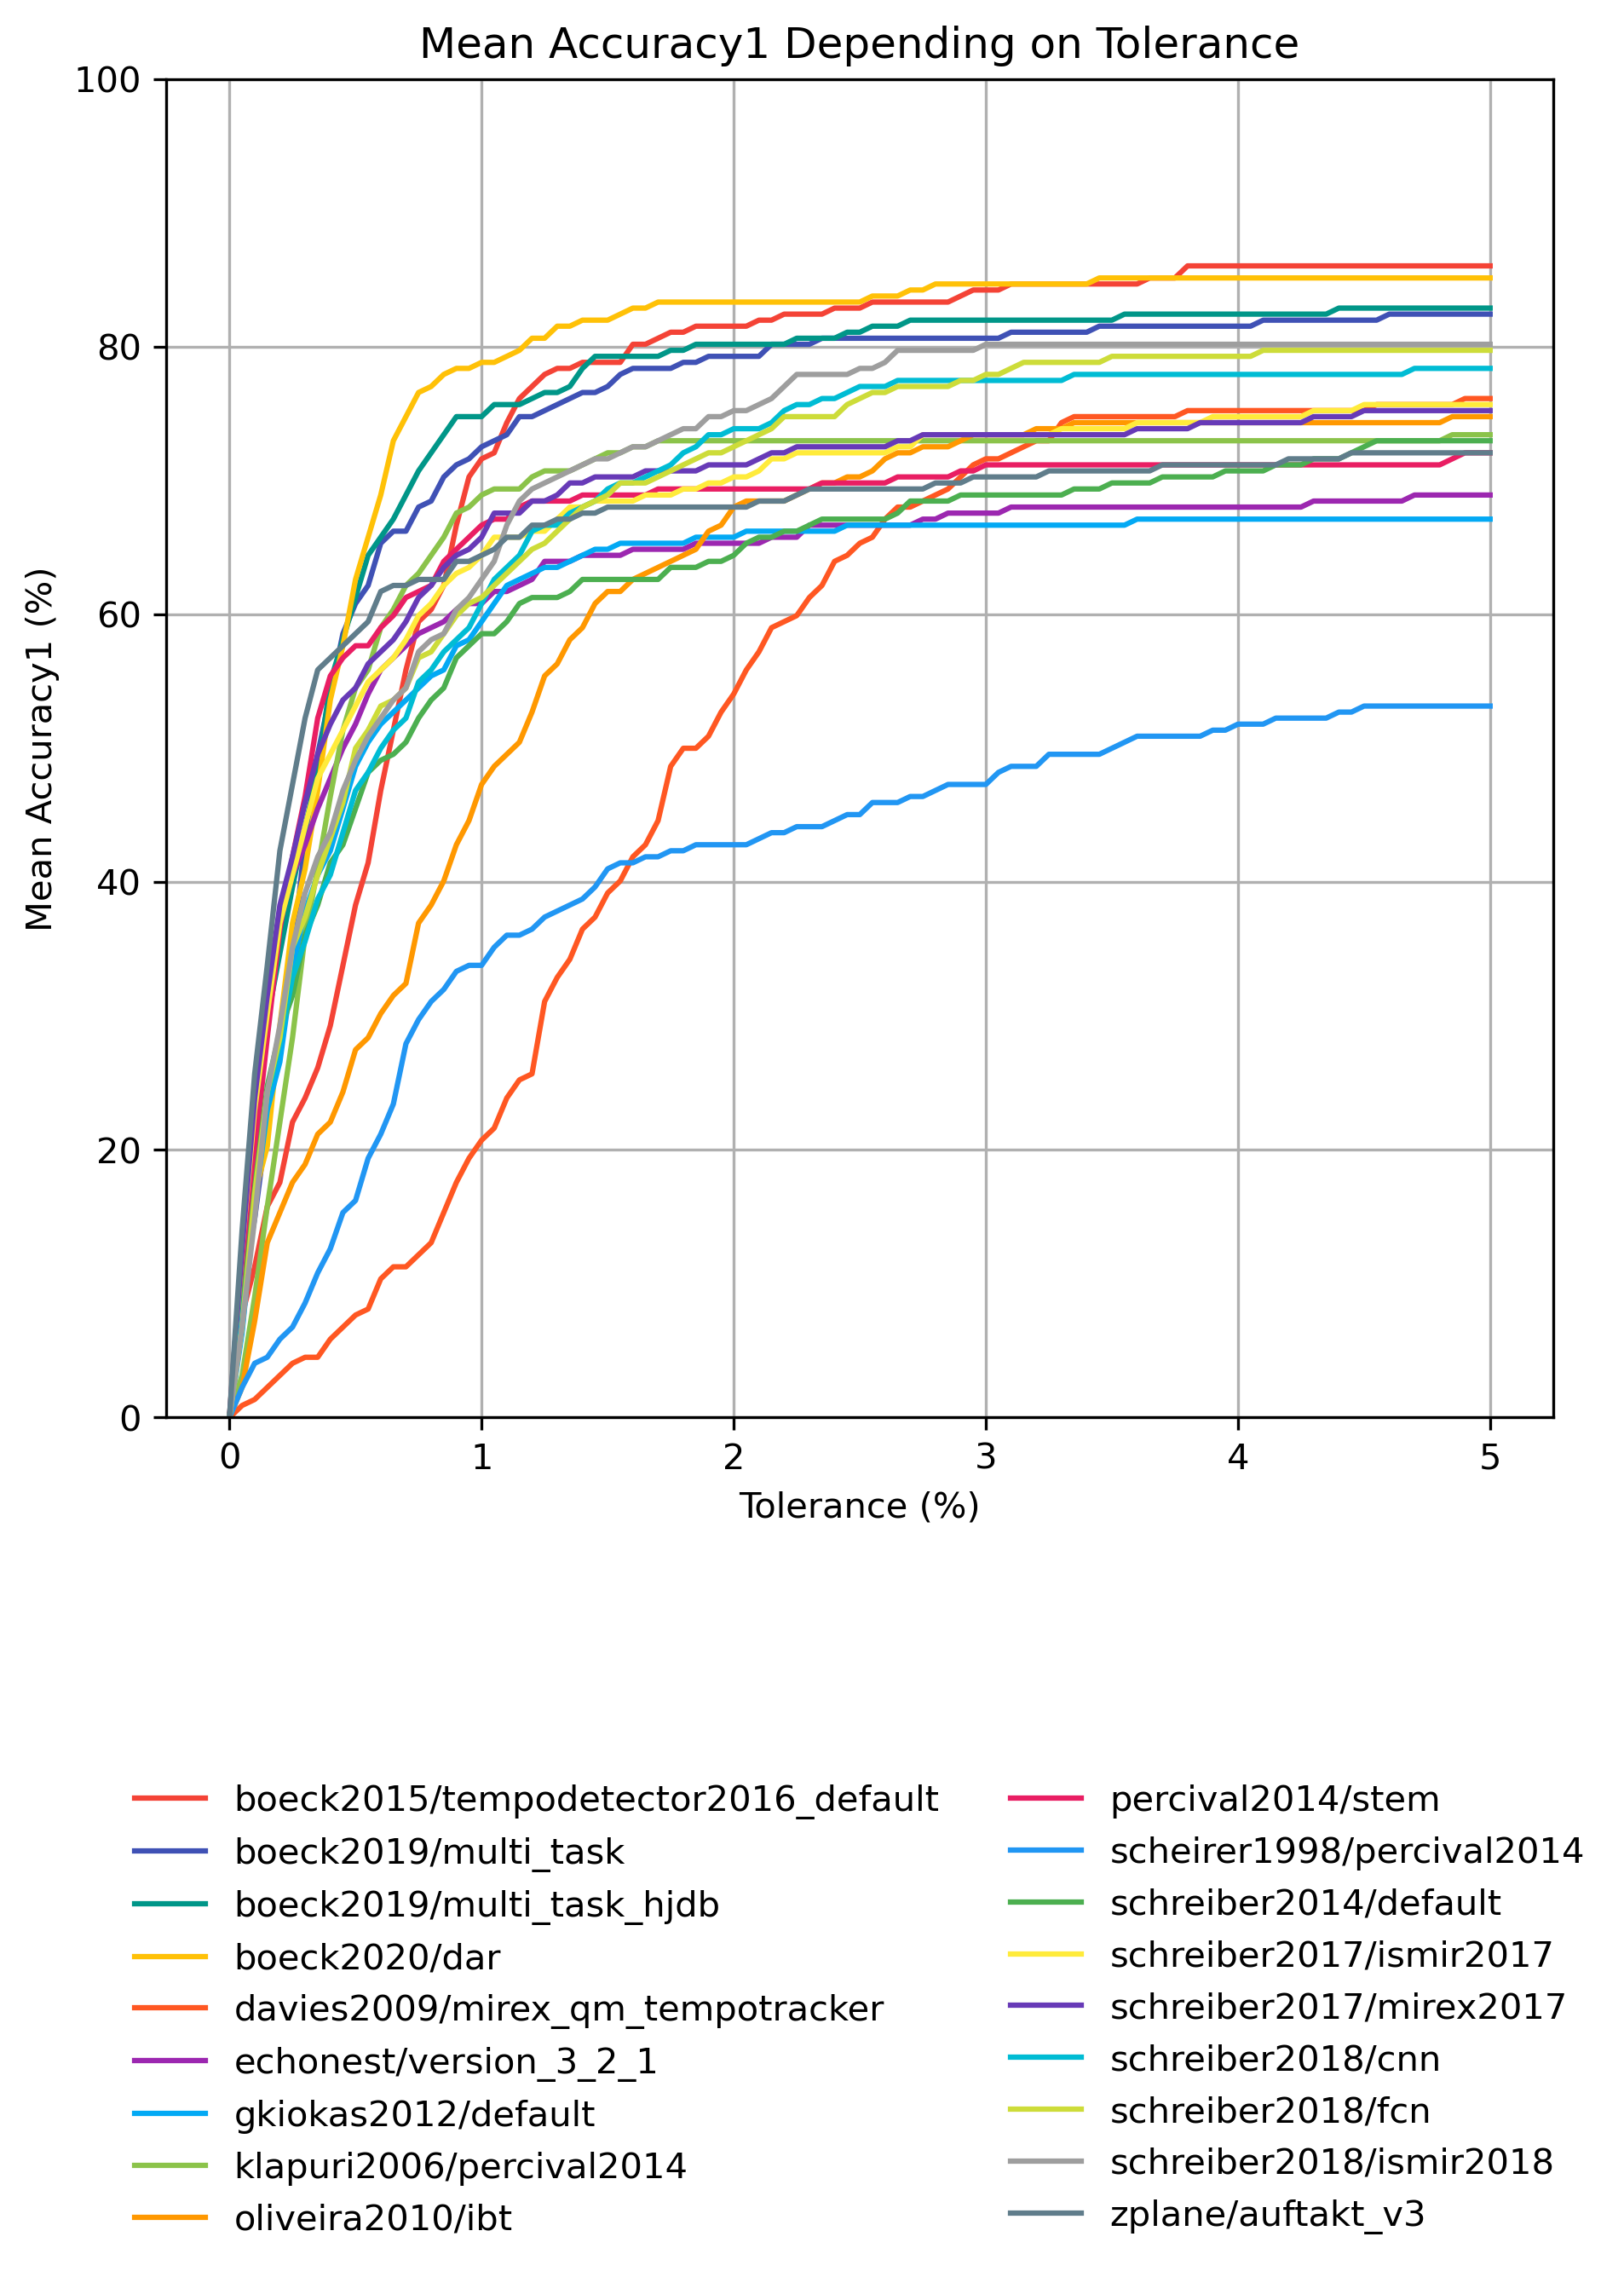 Mean Accuracy1 Depending on Tolerance
100
80
60
40
20
0
Mean Accuracy1 (%)
0 1 2 3 4 5
Tolerance (%)
boeck2015/tempodetector2016_default
boeck2019/multi_task
boeck2019/multi_task_hjdb
boeck2020/dar
davies2009/mirex_qm_tempotracker
echonest/version_3_2_1
gkiokas2012/default
klapuri2006/percival2014
oliveira2010/ibt
percival2014/stem
scheirer1998/percival2014
schreiber2014/default
schreiber2017/ismir2017
schreiber2017/mirex2017
schreiber2018/cnn
schreiber2018/fcn
schreiber2018/ismir2018
zplane/auftakt_v3